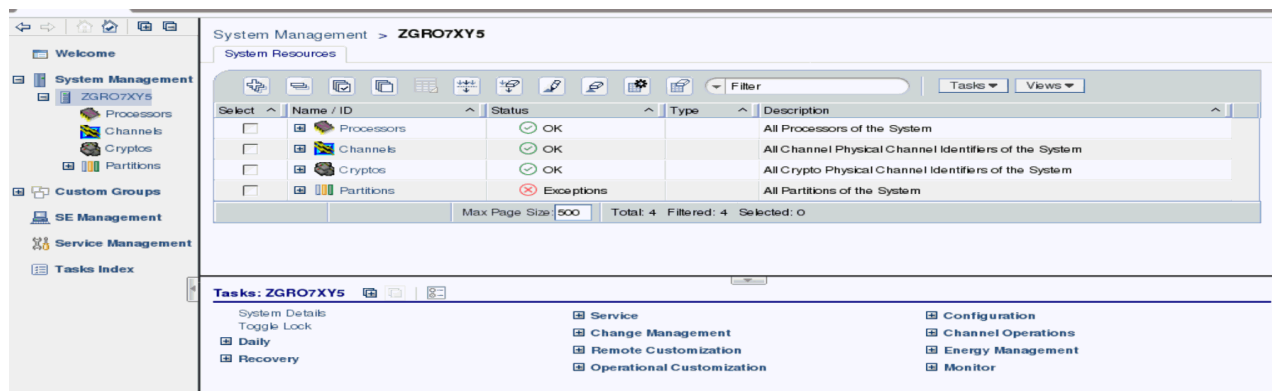 System Management > ZGRO7XY5
System Resources
Welcome
System Management
ZGRO7XY5
Processors
Channels
Cryptos
Partitions
Custom Groups
SE Management
Service Management
Tasks Index
Filter Tasks Views
Select Name / ID Status Type Description
Processors OK All Processors of the System
Channels OK All Channel Physical Channel Identifiers of the System
Cryptos OK All Crypto Physical Channel Identifiers of the System
Partitions Exceptions All Partitions of the System
Max Page Size: 500 Total: 4 Filtered: 4 Selected: 0
Tasks: ZGRO7XY5
System Details
Toggle Lock
Daily
Recovery
Service
Change Management
Remote Customization
Operational Customization
Configuration
Channel Operations
Energy Management
Monitor